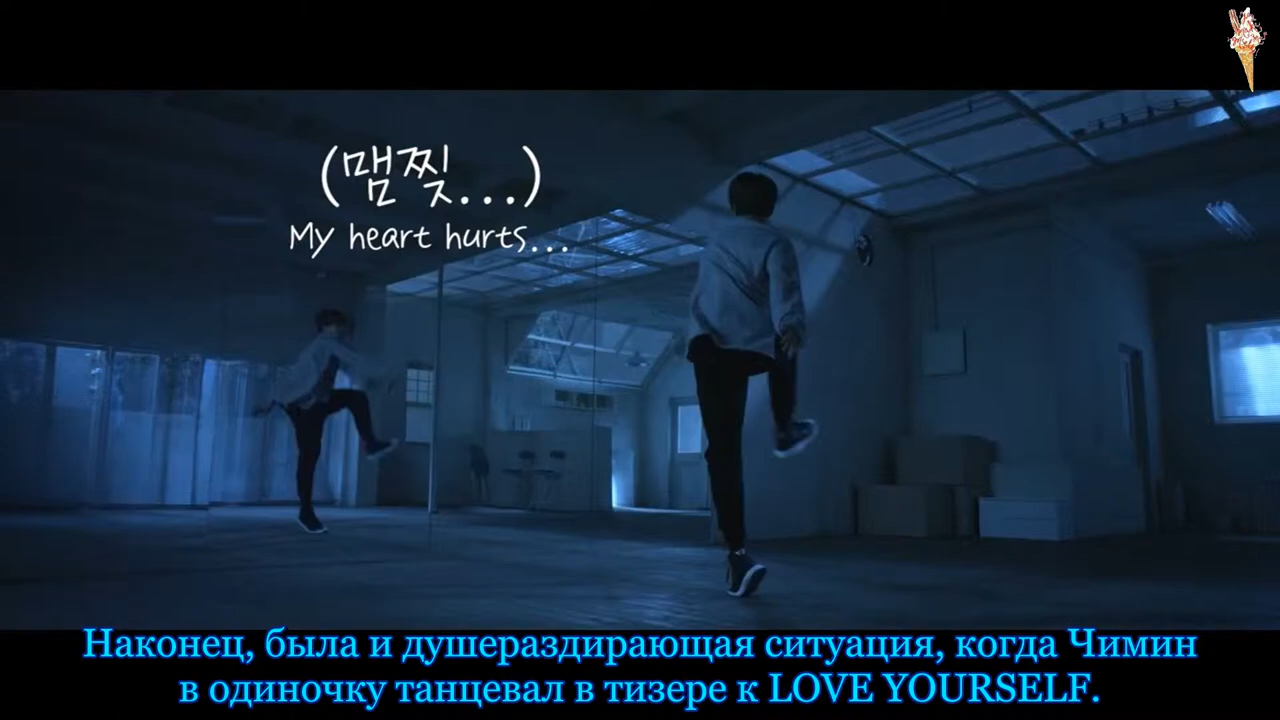 (맴찢...)
My heart hurts...
Наконец, была и душераздирающая ситуация, когда Чимин
в одиночку танцевал в тизере к LOVE YOURSELF.